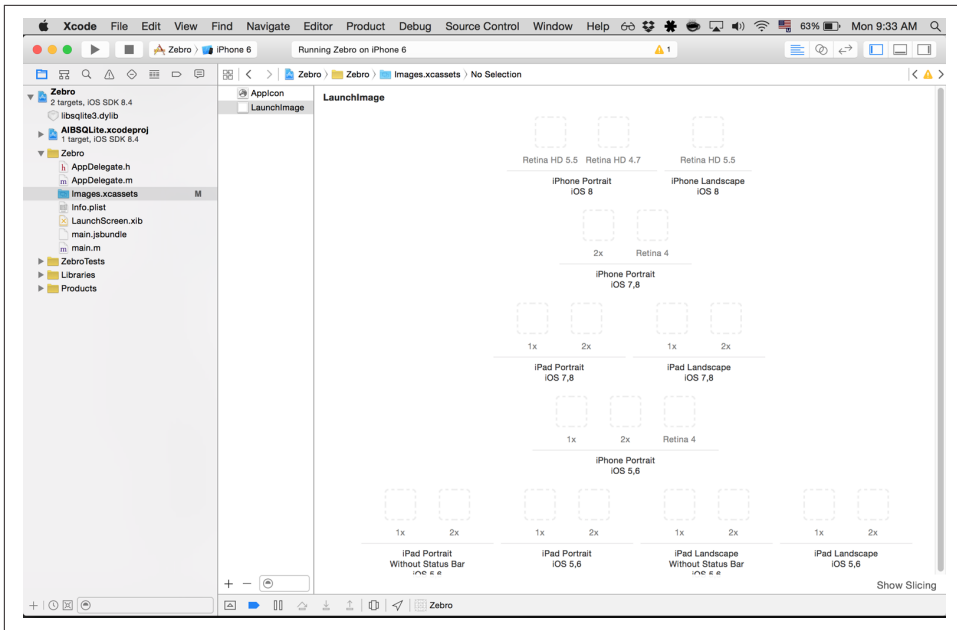 Xcode File Edit View Find Navigate Editor Product Debug Source Control Window Help 63% Mon 9:33 AM
Zebro iPhone 6 Running Zebro on iPhone 6 1
Zebro Zebro Images.xcassets No Selection
Zebro
2 targets, iOS SDK 8.4
libsqlite3.dylib
AIBSQLite.xcodeproj
1 target, iOS SDK 8.4
Zebro
h AppDelegate.h
m AppDelegate.m
Images.xcassets M
Info.plist
LaunchScreen.xib
main.jsbundle
m main.m
ZebroTests
Libraries
Products
AppIcon
LaunchImage
LaunchImage
Retina HD 5.5 Retina HD 4.7 Retina HD 5.5
iPhone Portrait iPhone Landscape
iOS 8 iOS 8
2x Retina 4
iPhone Portrait
iOS 7,8
1x 2x 1x 2x
iPad Portrait iPad Landscape
iOS 7,8 iOS 7,8
1x 2x Retina 4
iPhone Portrait
iOS 5,6
1x 2x 1x 2x 1x 2x 1x 2x
iPad Portrait iPad Portrait iPad Landscape iPad Landscape
Without Status Bar iOS 5,6 Without Status Bar iOS 5,6
iOS 5,6 iOS 5,6
Show Slicing
Zebro